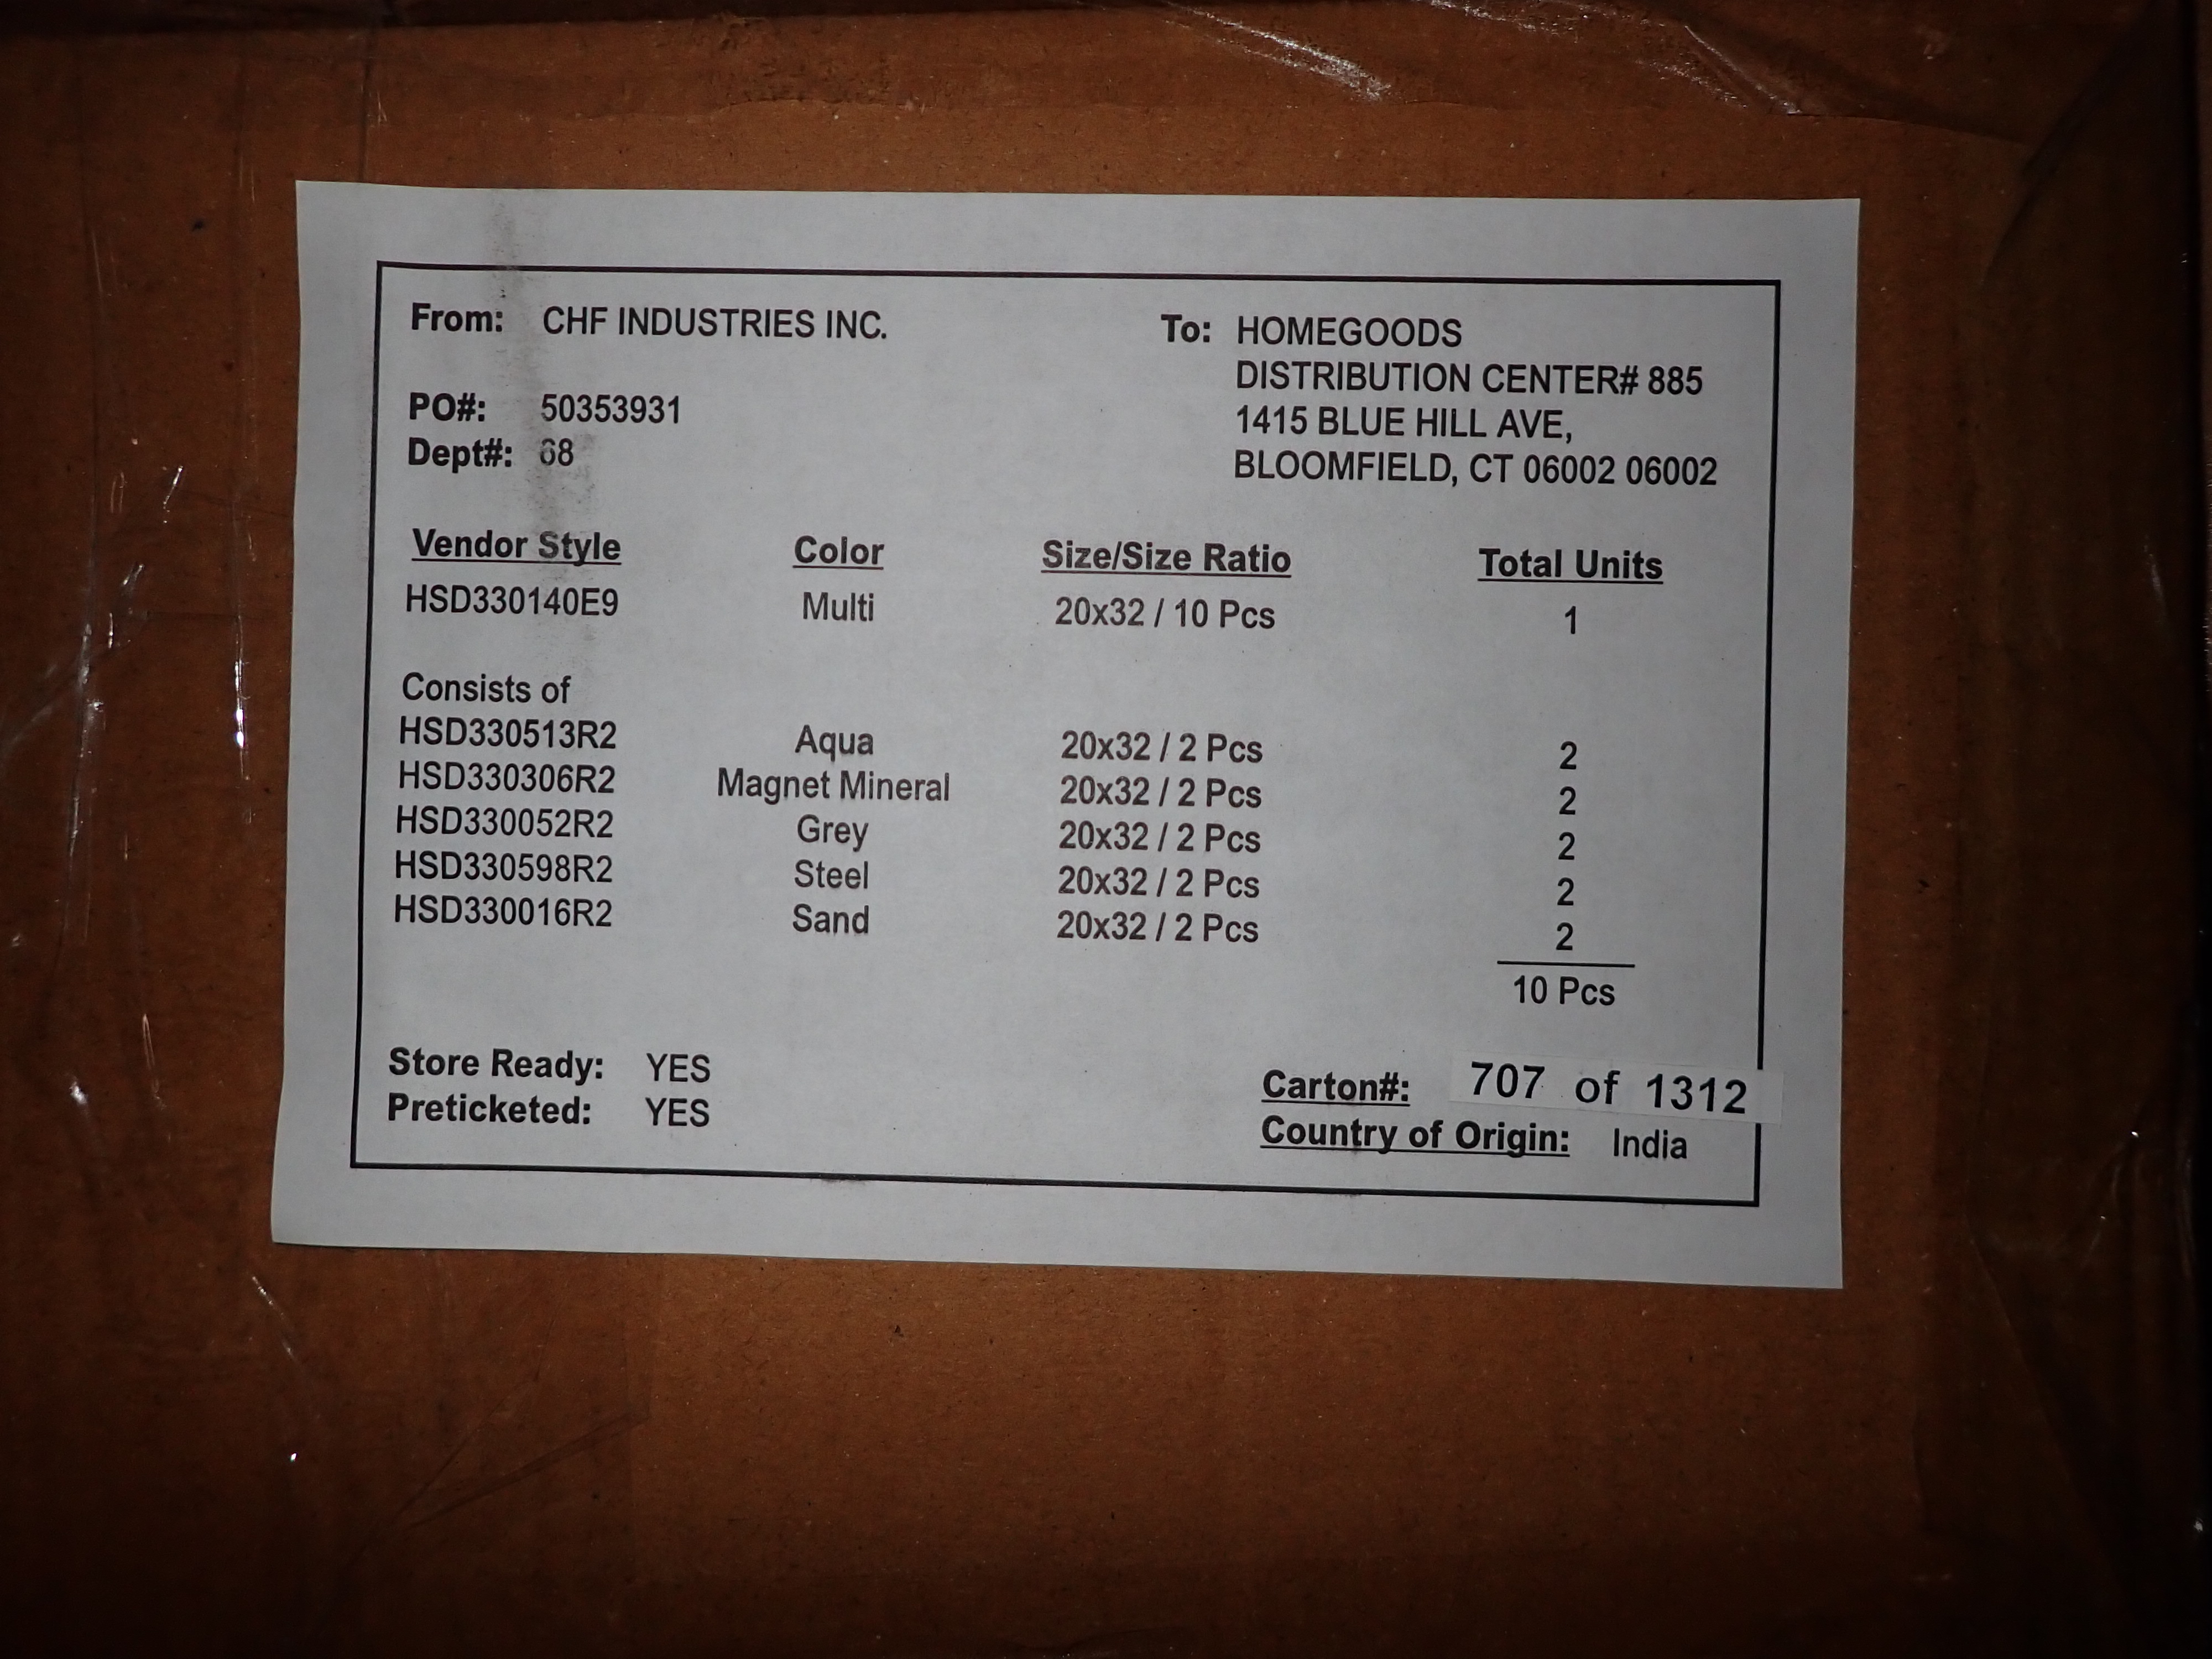 From: CHF INDUSTRIES INC. To: HOMEGOODS
DISTRIBUTION CENTER# 885
PO#: 50353931 1415 BLUE HILL AVE,
Dept#: 68 BLOOMFIELD, CT 06002 06002
Vendor Style Color Size/Size Ratio Total Units
HSD330140E9 Multi 20x32 / 10 Pcs 1
Consists of
HSD330513R2 Aqua 20x32 / 2 Pcs 2
HSD330306R2 Magnet Mineral 20x32 / 2 Pcs 2
HSD330052R2 Grey 20x32 / 2 Pcs 2
HSD330598R2 Steel 20x32 / 2 Pcs 2
HSD330016R2 Sand 20x32 / 2 Pcs 2
10 Pcs
Store Ready: YES Carton#: 707 of 1312
Preticketed: YES Country of Origin: India